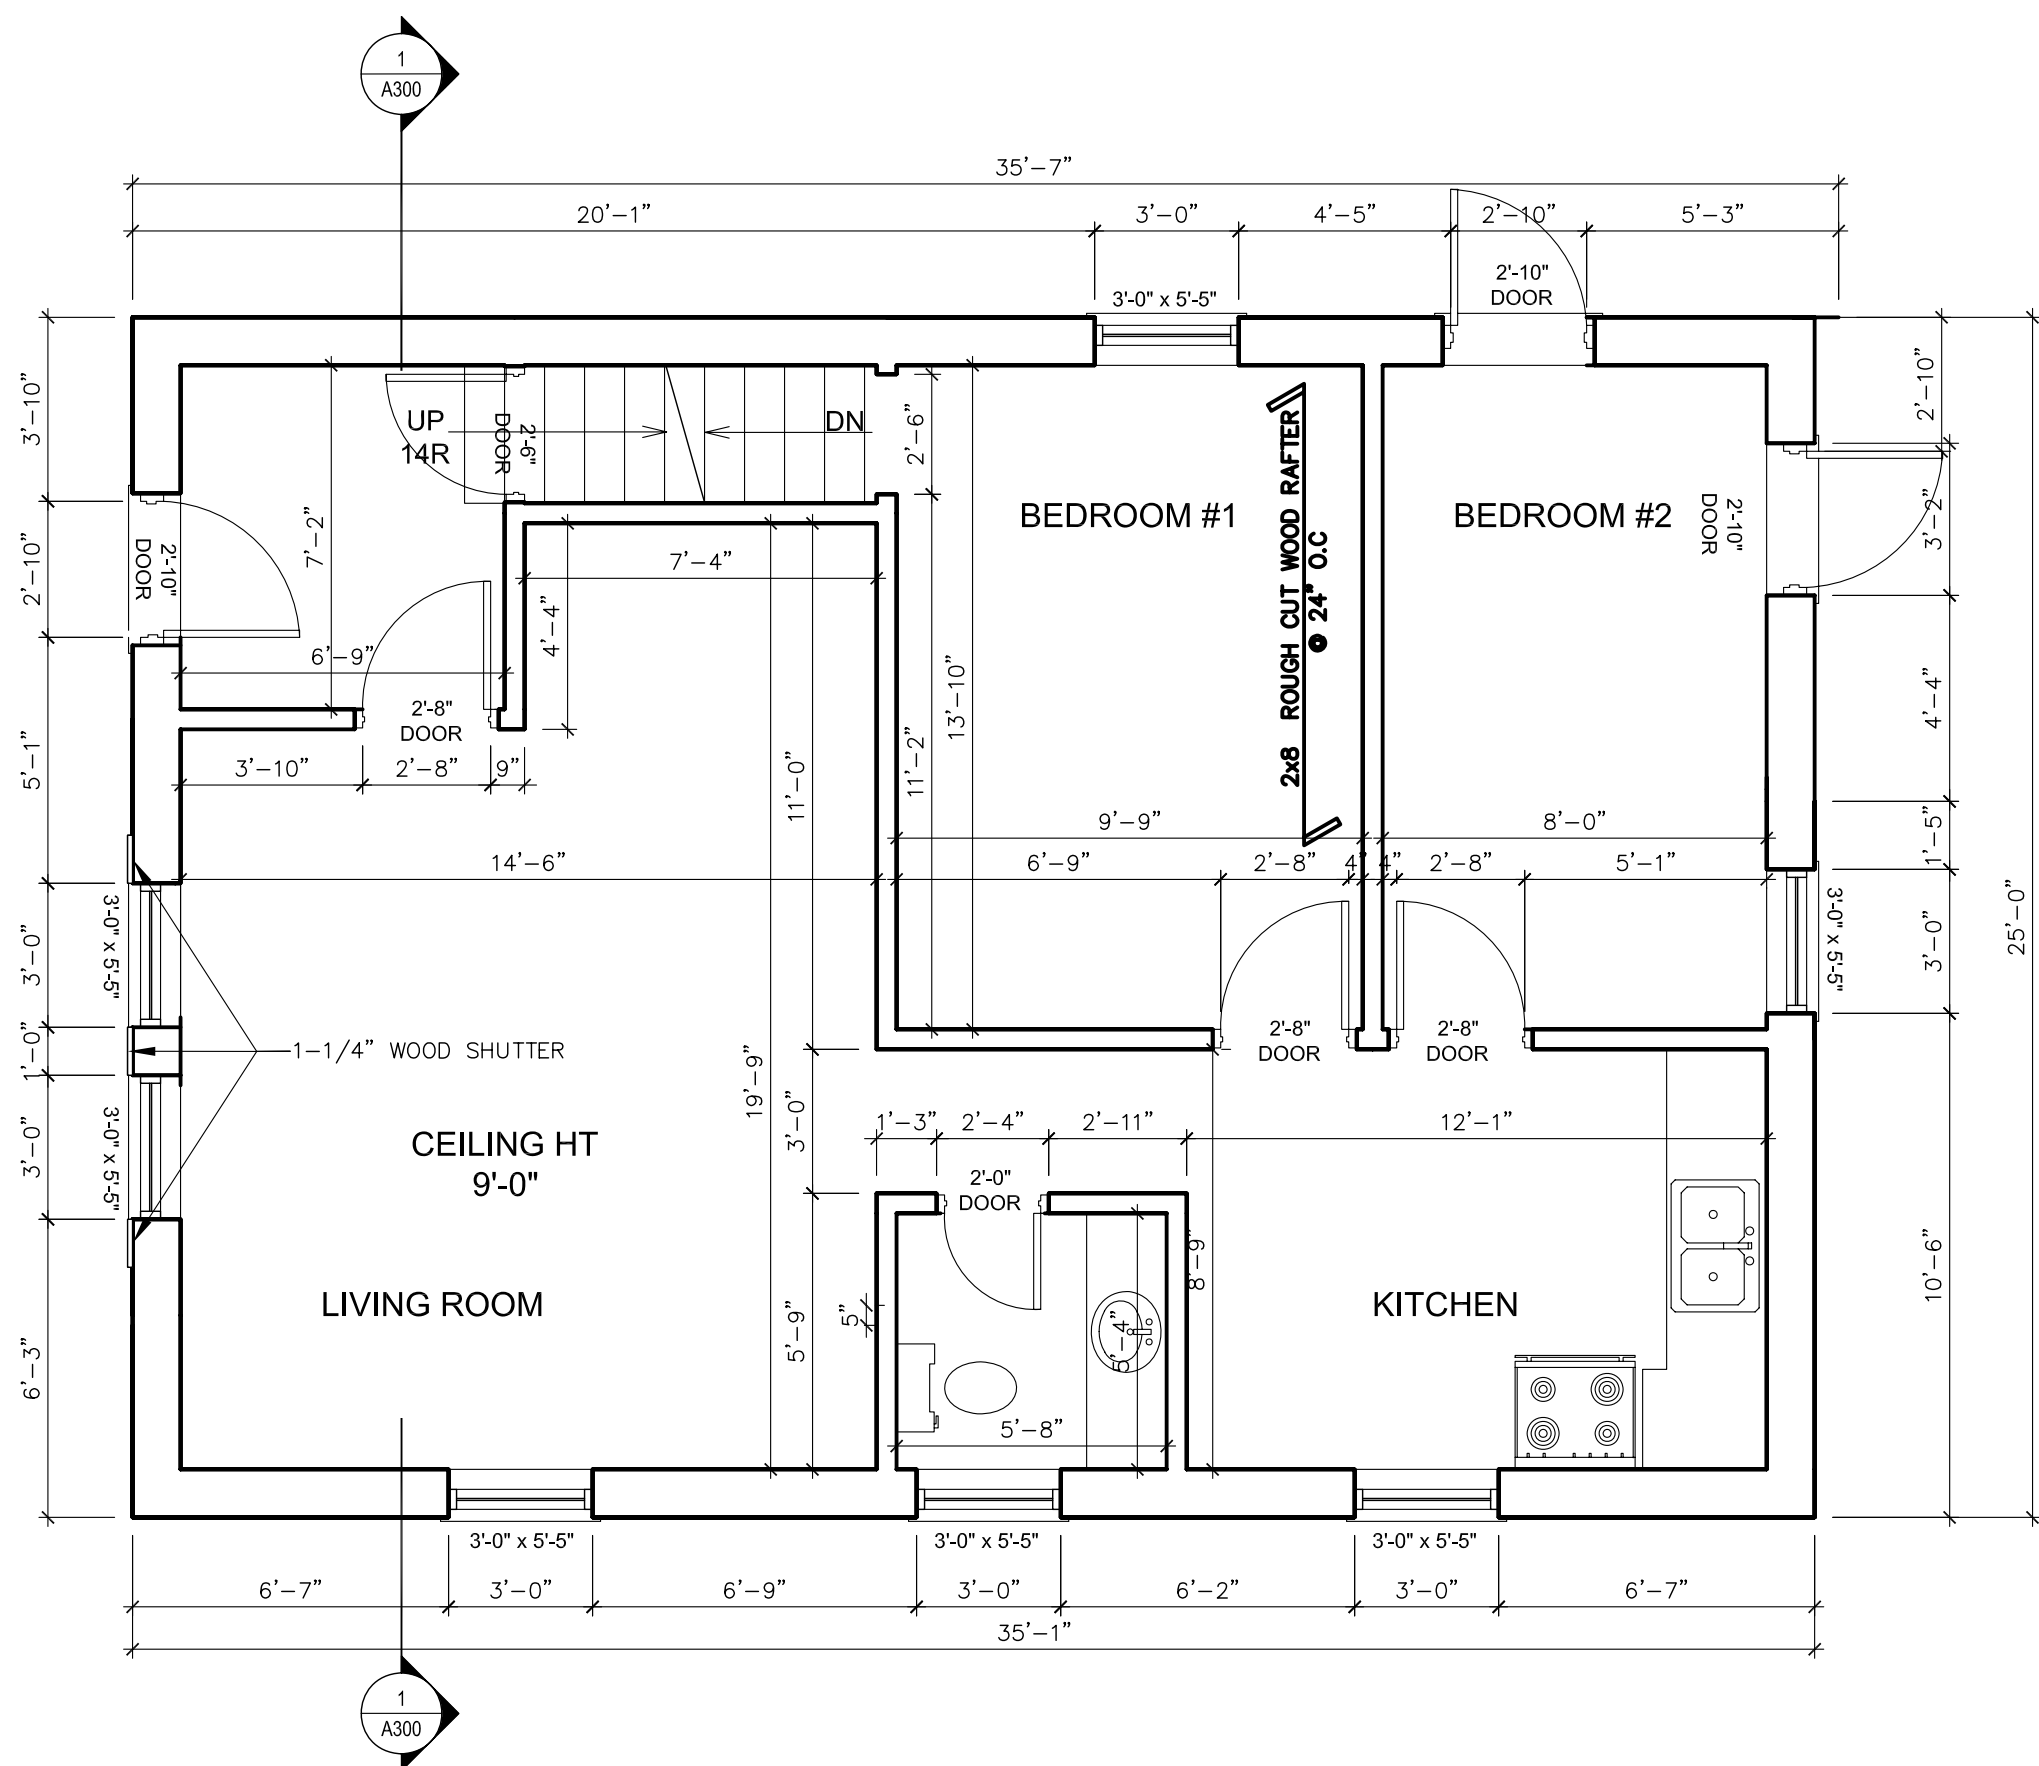 1
A300
35’–7”
20’–1”
3’–0”
4’–5”
2’–10”
5’–3”
2'-10"
DOOR
3'-0" x 5'-5"
3’–10”
2’–10”
5’–1”
3’–0”
1’–0”
3’–0”
6’–3”
2'-10"
DOOR
3'-0" x 5'-5"
3'-0" x 5'-5"
UP
14R
2'-6"
DOOR
DN
2’–6”
7’–2”
7’–4”
4’–4”
6’–9”
2'-8"
DOOR
3’–10”
2’–8”
9”
14’–6”
11’–0”
11’–2”
13’–10”
BEDROOM #1
2x8 ROUGH CUT WOOD RAFTER
@ 24” O.C
BEDROOM #2
2'-10"
DOOR
2’–10”
3’–2”
4’–4”
1’–5”
3’–0”
10’–6”
25’–0”
3'-0" x 5'-5"
9’–9”
8’–0”
6’–9”
2’–8”
4”
4”
2’–8”
5’–1”
2'-8"
DOOR
2'-8"
DOOR
1–1/4” WOOD SHUTTER
19’–9”
3’–0”
1’–3”
2’–4”
2’–11”
12’–1”
CEILING HT
9'-0"
2'-0"
DOOR
LIVING ROOM
5”
5’–9”
5’–4”
8’–9”
KITCHEN
5’–8”
3'-0" x 5'-5"
3'-0" x 5'-5"
3'-0" x 5'-5"
6’–7”
3’–0”
6’–9”
3’–0”
6’–2”
3’–0”
6’–7”
35’–1”
1
A300